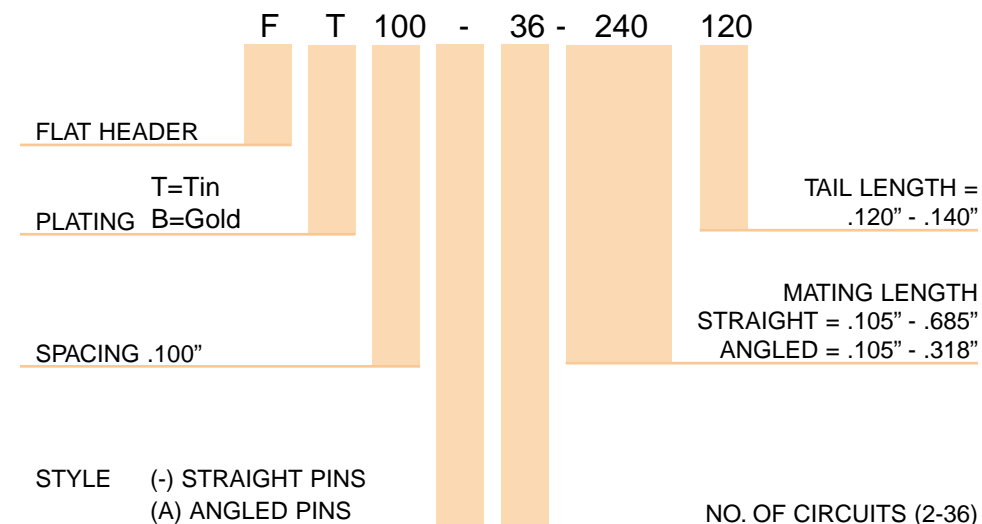 F T 100 - 36 - 240 120
FLAT HEADER
T=Tin
PLATING B=Gold
TAIL LENGTH =
.120” - .140”
MATING LENGTH
STRAIGHT = .105” - .685”
ANGLED = .105” - .318”
SPACING .100”
STYLE (-) STRAIGHT PINS
(A) ANGLED PINS
NO. OF CIRCUITS (2-36)